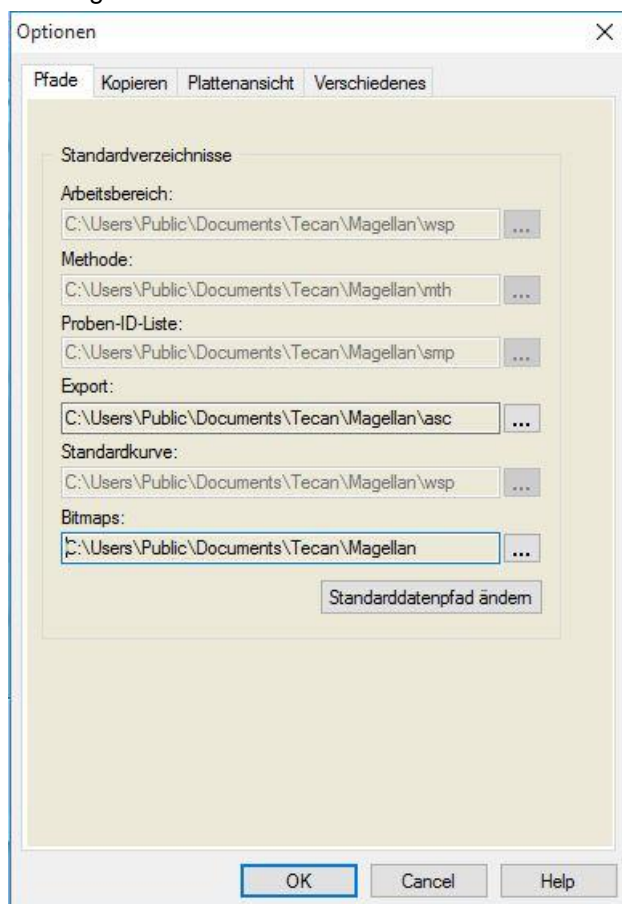 Optionen
Pfade Kopieren Plattenansicht Verschiedenes
Standardverzeichnisse
Arbeitsbereich:
C:\Users\Public\Documents\Tecan\Magellan\wsp ...
Methode:
C:\Users\Public\Documents\Tecan\Magellan\mth ...
Proben-ID-Liste:
C:\Users\Public\Documents\Tecan\Magellan\smp ...
Export:
C:\Users\Public\Documents\Tecan\Magellan\asc ...
Standardkurve:
C:\Users\Public\Documents\Tecan\Magellan\wsp ...
Bitmaps:
C:\Users\Public\Documents\Tecan\Magellan ...
Standarddatenpfad ändern
OK Cancel Help